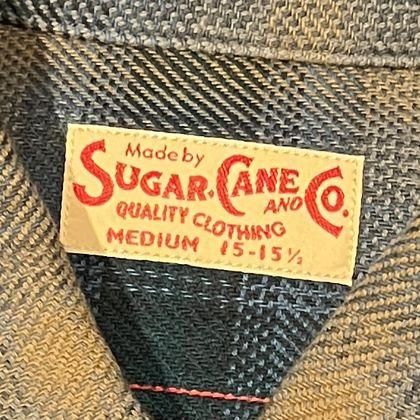 Made by
SUGAR CANE AND CO.
QUALITY CLOTHING
MEDIUM 15-15½